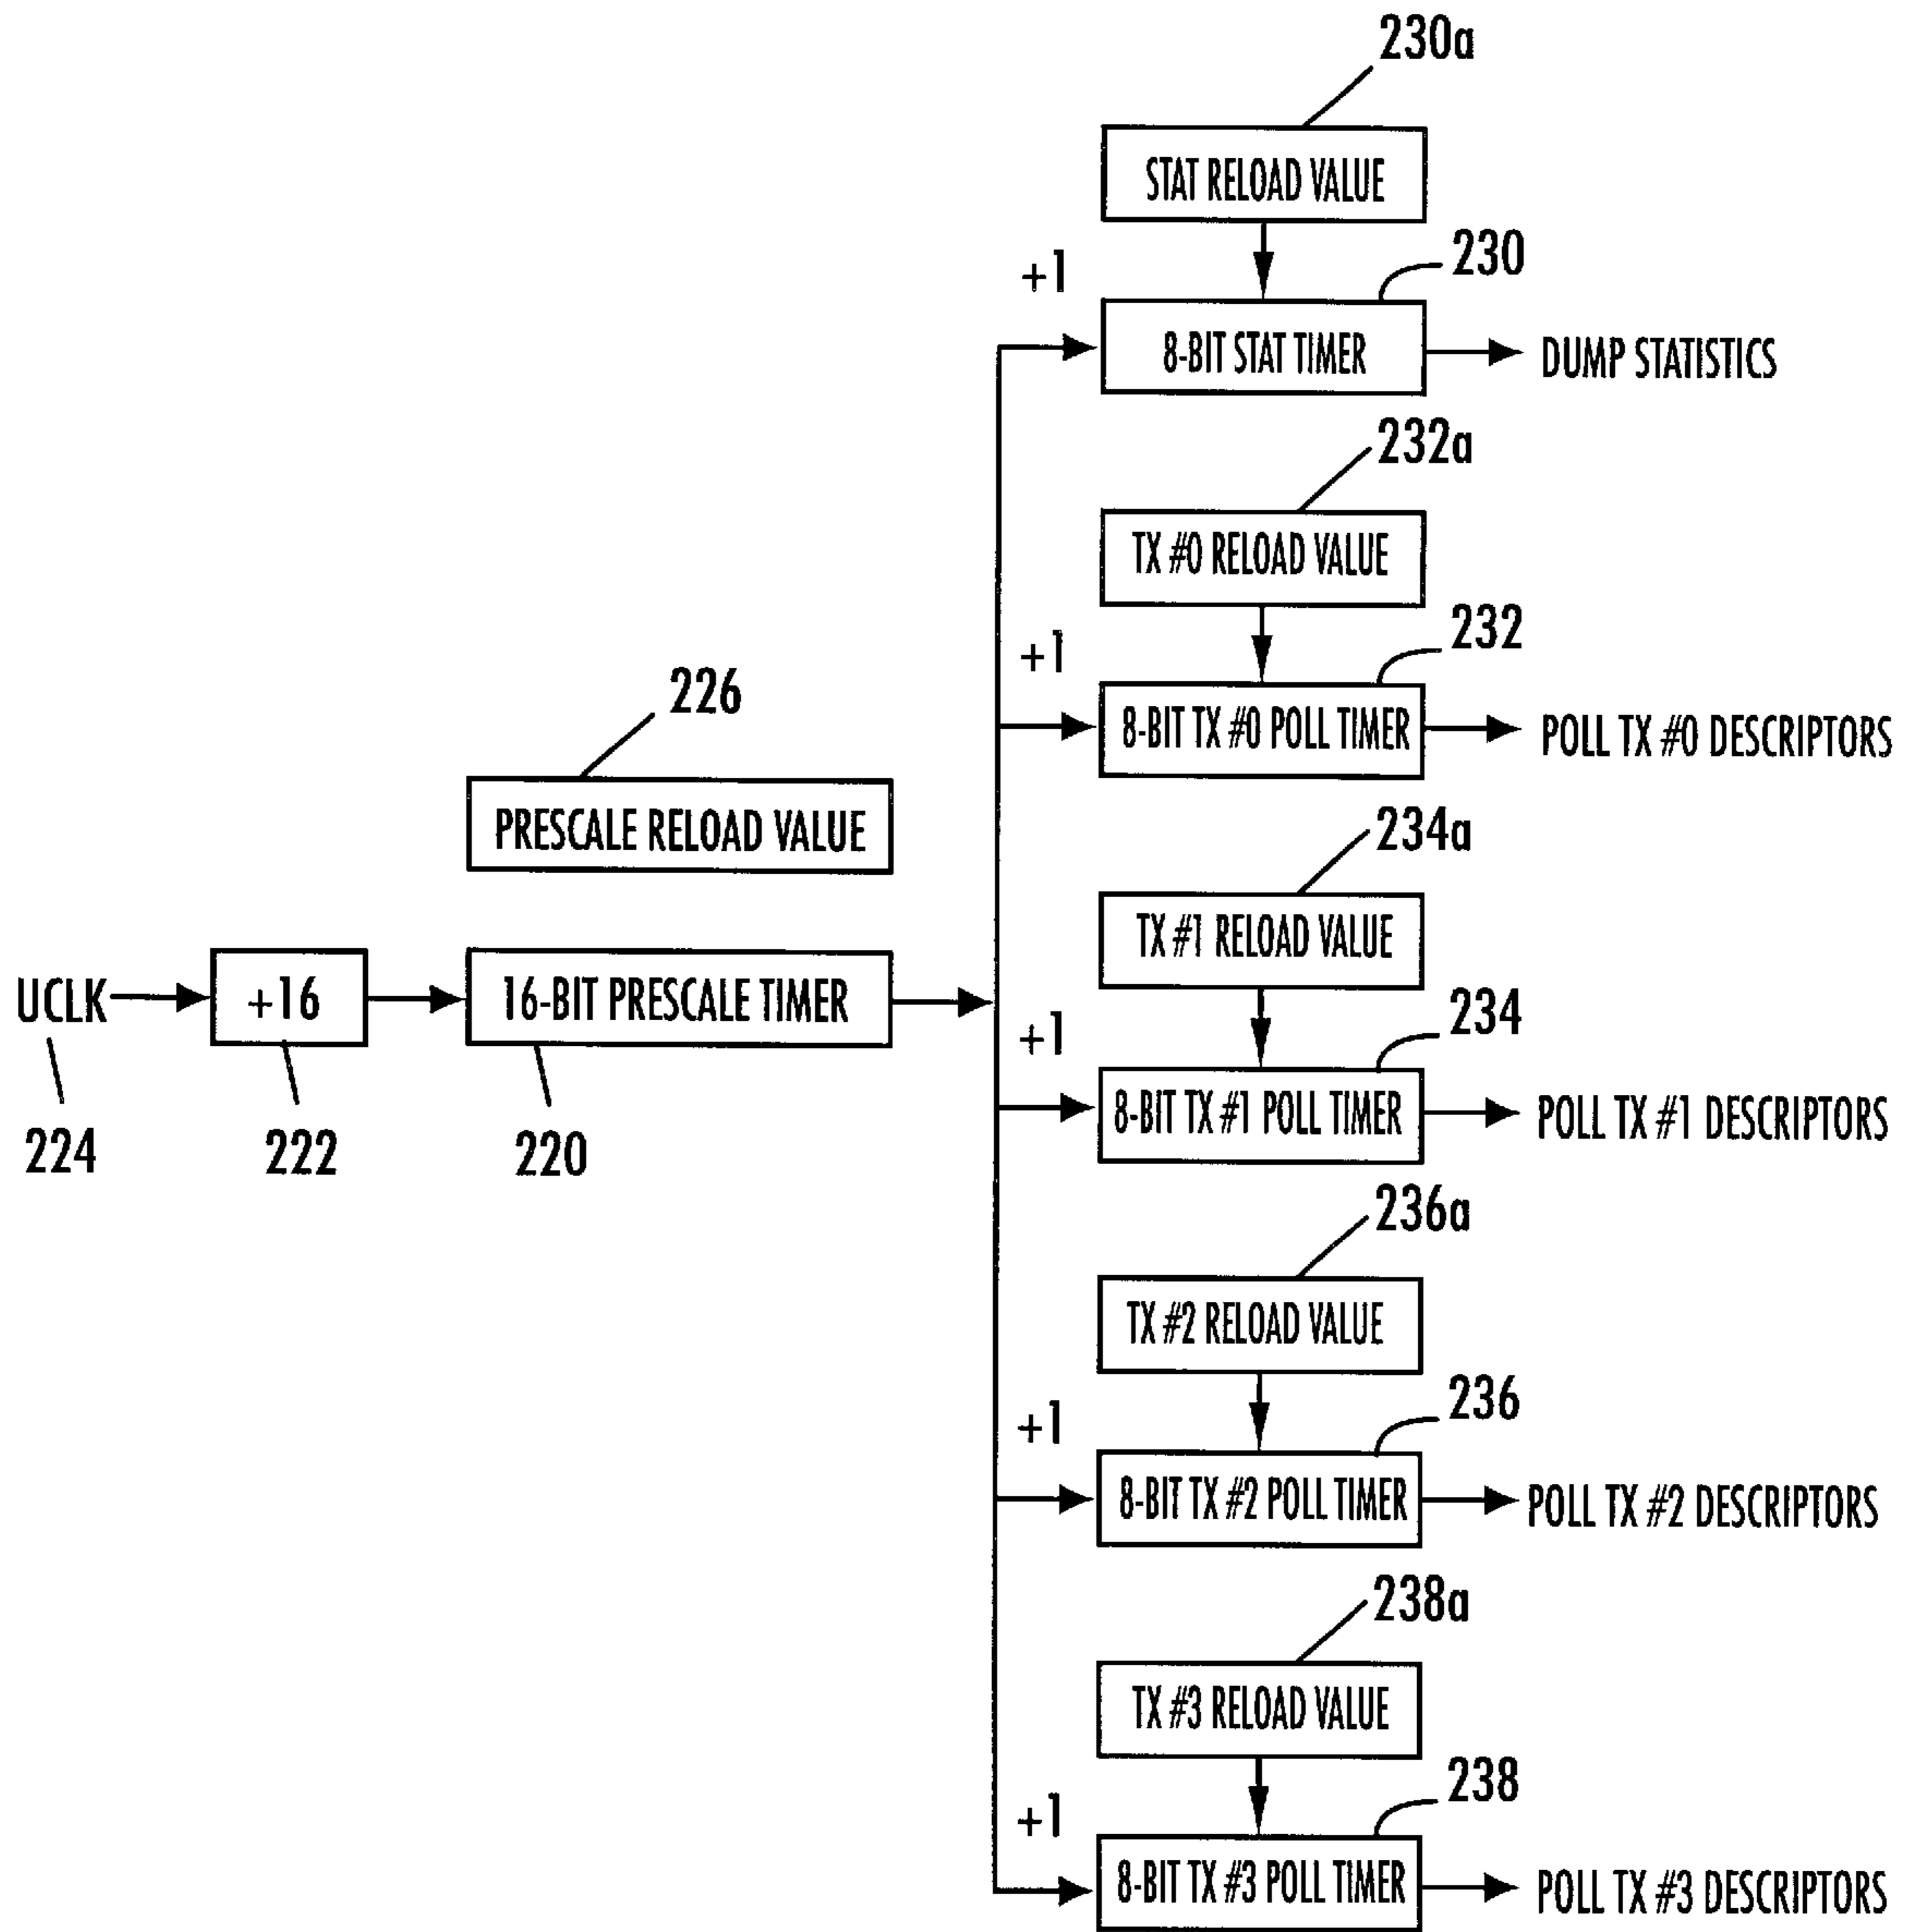 230a
STAT RELOAD VALUE
+1
230
8-BIT STAT TIMER
DUMP STATISTICS
232a
TX #0 RELOAD VALUE
+1
232
8-BIT TX #0 POLL TIMER
POLL TX #0 DESCRIPTORS
226
PRESCALE RELOAD VALUE
234a
TX #1 RELOAD VALUE
UCLK
+16
16-BIT PRESCALE TIMER
+1
234
8-BIT TX #1 POLL TIMER
POLL TX #1 DESCRIPTORS
224
222
220
236a
TX #2 RELOAD VALUE
+1
236
8-BIT TX #2 POLL TIMER
POLL TX #2 DESCRIPTORS
238a
TX #3 RELOAD VALUE
+1
238
8-BIT TX #3 POLL TIMER
POLL TX #3 DESCRIPTORS